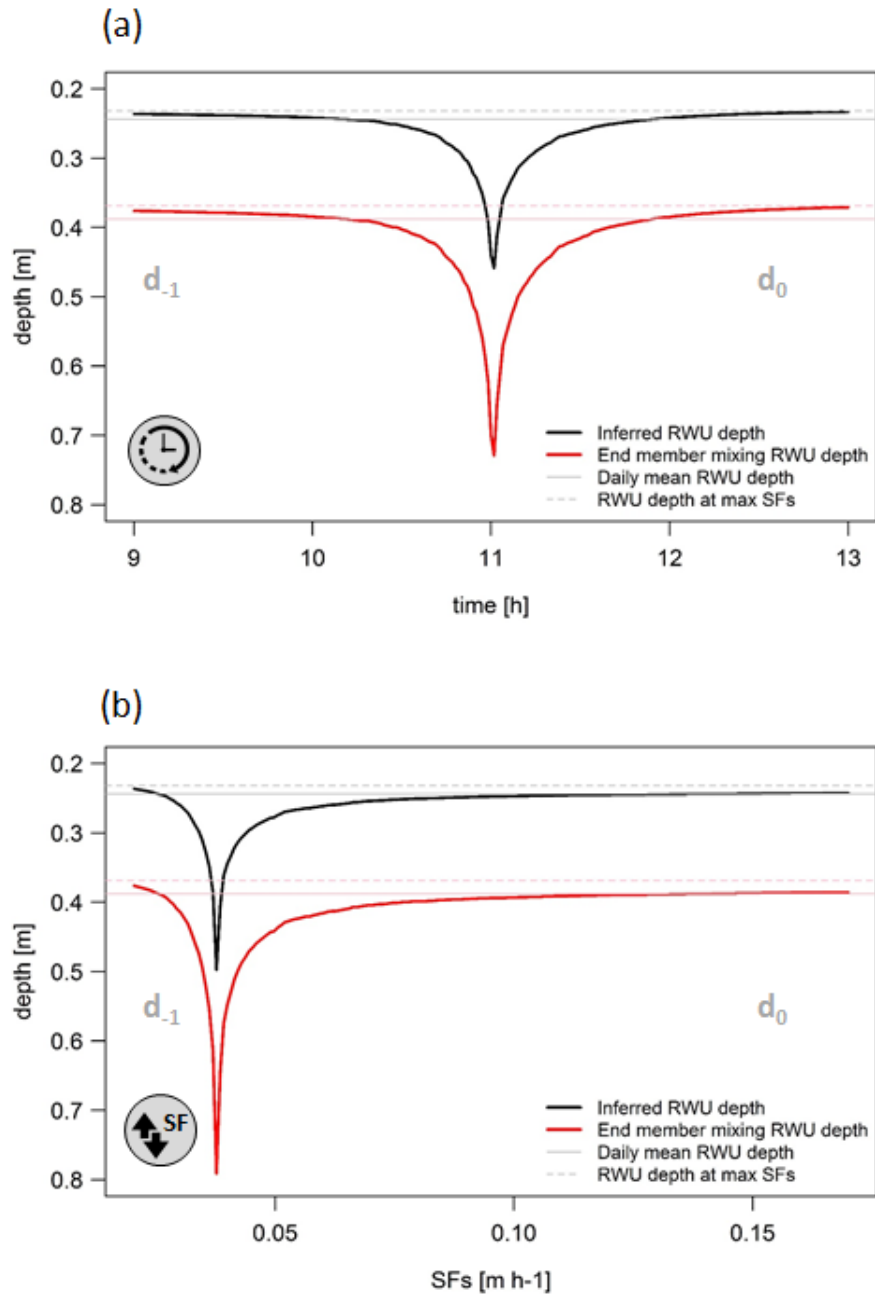 (a)
0.2
0.3
0.4
0.5
0.6
0.7
0.8
depth [m]
d-1
d0
Inferred RWU depth
End member mixing RWU depth
Daily mean RWU depth
RWU depth at max SFs
9
10
11
12
13
time [h]
(b)
0.2
0.3
0.4
0.5
0.6
0.7
0.8
depth [m]
d-1
d0
SF
Inferred RWU depth
End member mixing RWU depth
Daily mean RWU depth
RWU depth at max SFs
0.05
0.10
0.15
SFs [m h-1]